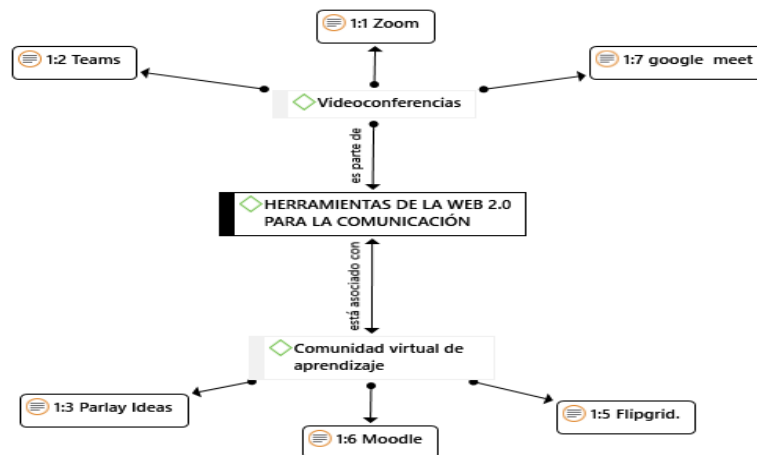 1:1 Zoom
1:2 Teams
1:7 google meet
Videoconferencias
es parte de
HERRAMIENTAS DE LA WEB 2.0
PARA LA COMUNICACIÓN
está asociado con
Comunidad virtual de
aprendizaje
1:3 Parlay Ideas
1:6 Moodle
1:5 Flipgrid.